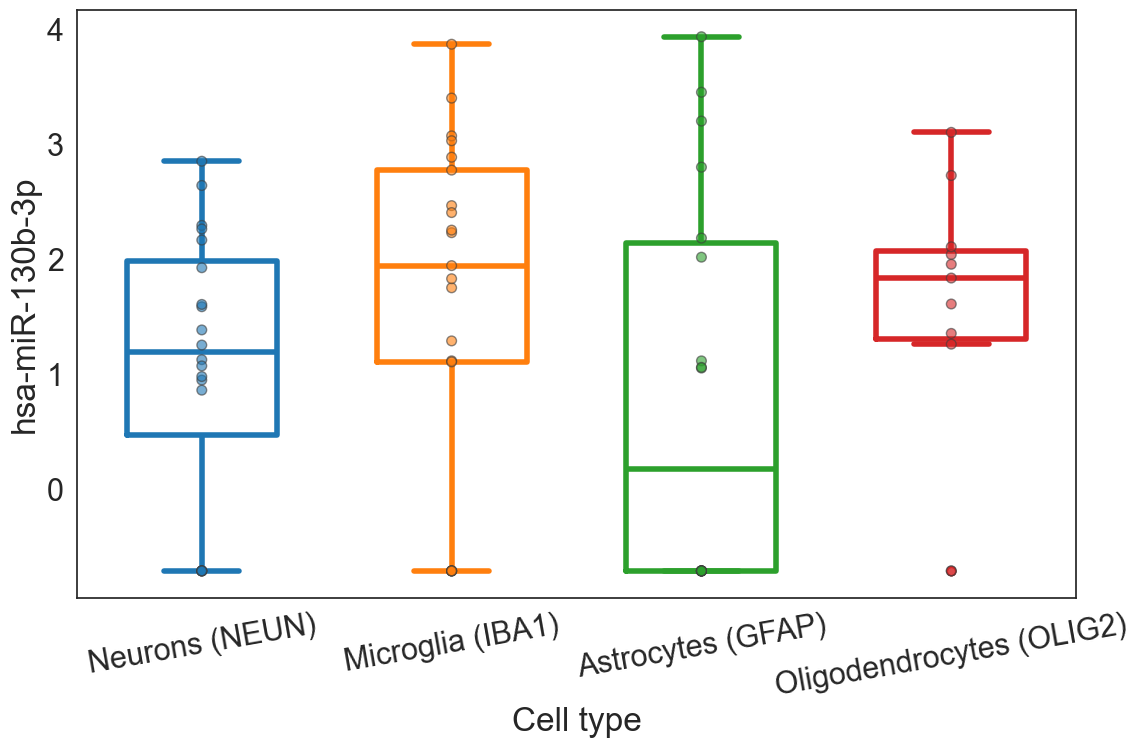 hsa-miR-130b-3p
4
3
2
1
0
Neurons (NEUN)
Microglia (IBA1)
Astrocytes (GFAP)
Oligodendrocytes (OLIG2)
Cell type